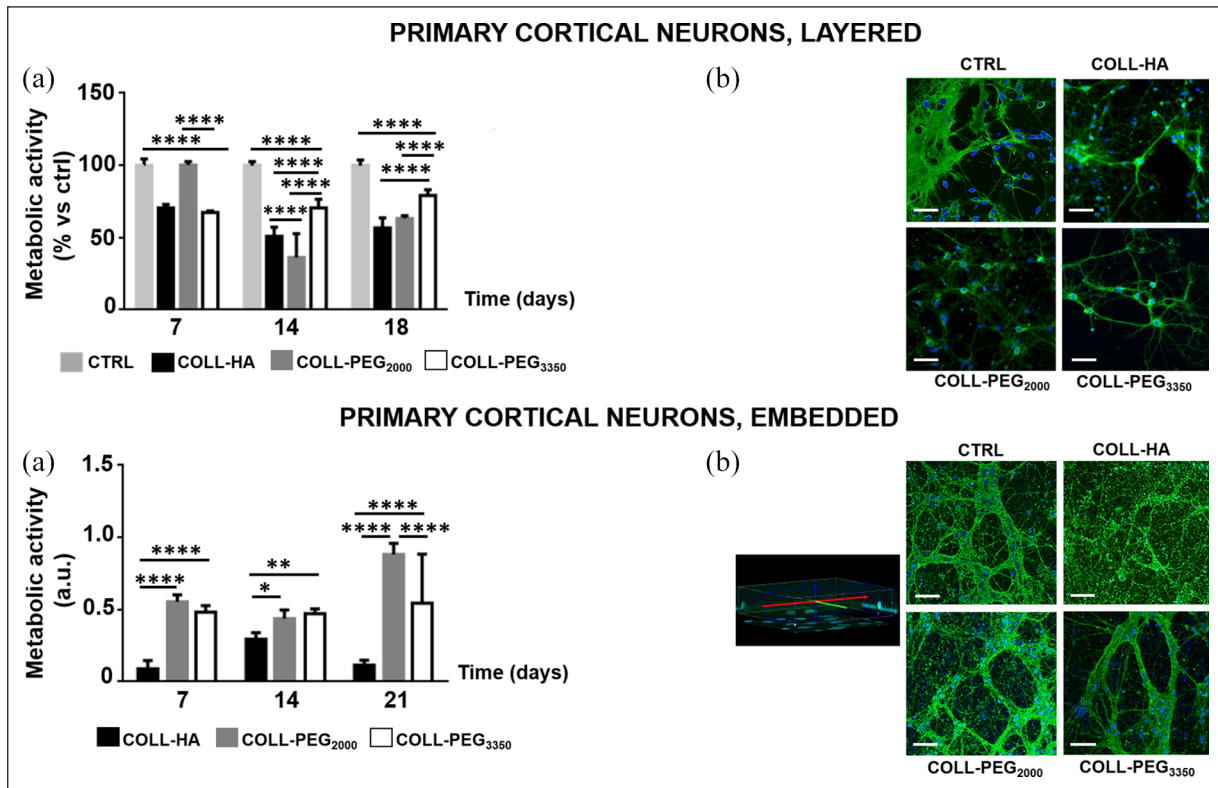 PRIMARY CORTICAL NEURONS, LAYERED
(a)
Metabolic activity
(% vs ctrl)
150
100
50
0
****
****
****
****
****
****
****
****
****
7
14
18
Time (days)
CTRL
COLL-HA
COLL-PEG2000
COLL-PEG3350
(b)
CTRL
COLL-HA
COLL-PEG2000
COLL-PEG3350
PRIMARY CORTICAL NEURONS, EMBEDDED
(a)
Metabolic activity
(a.u.)
1.5
1.0
0.5
0
****
****
**
*
****
**** ****
7
14
21
Time (days)
COLL-HA
COLL-PEG2000
COLL-PEG3350
(b)
CTRL
COLL-HA
COLL-PEG2000
COLL-PEG3350